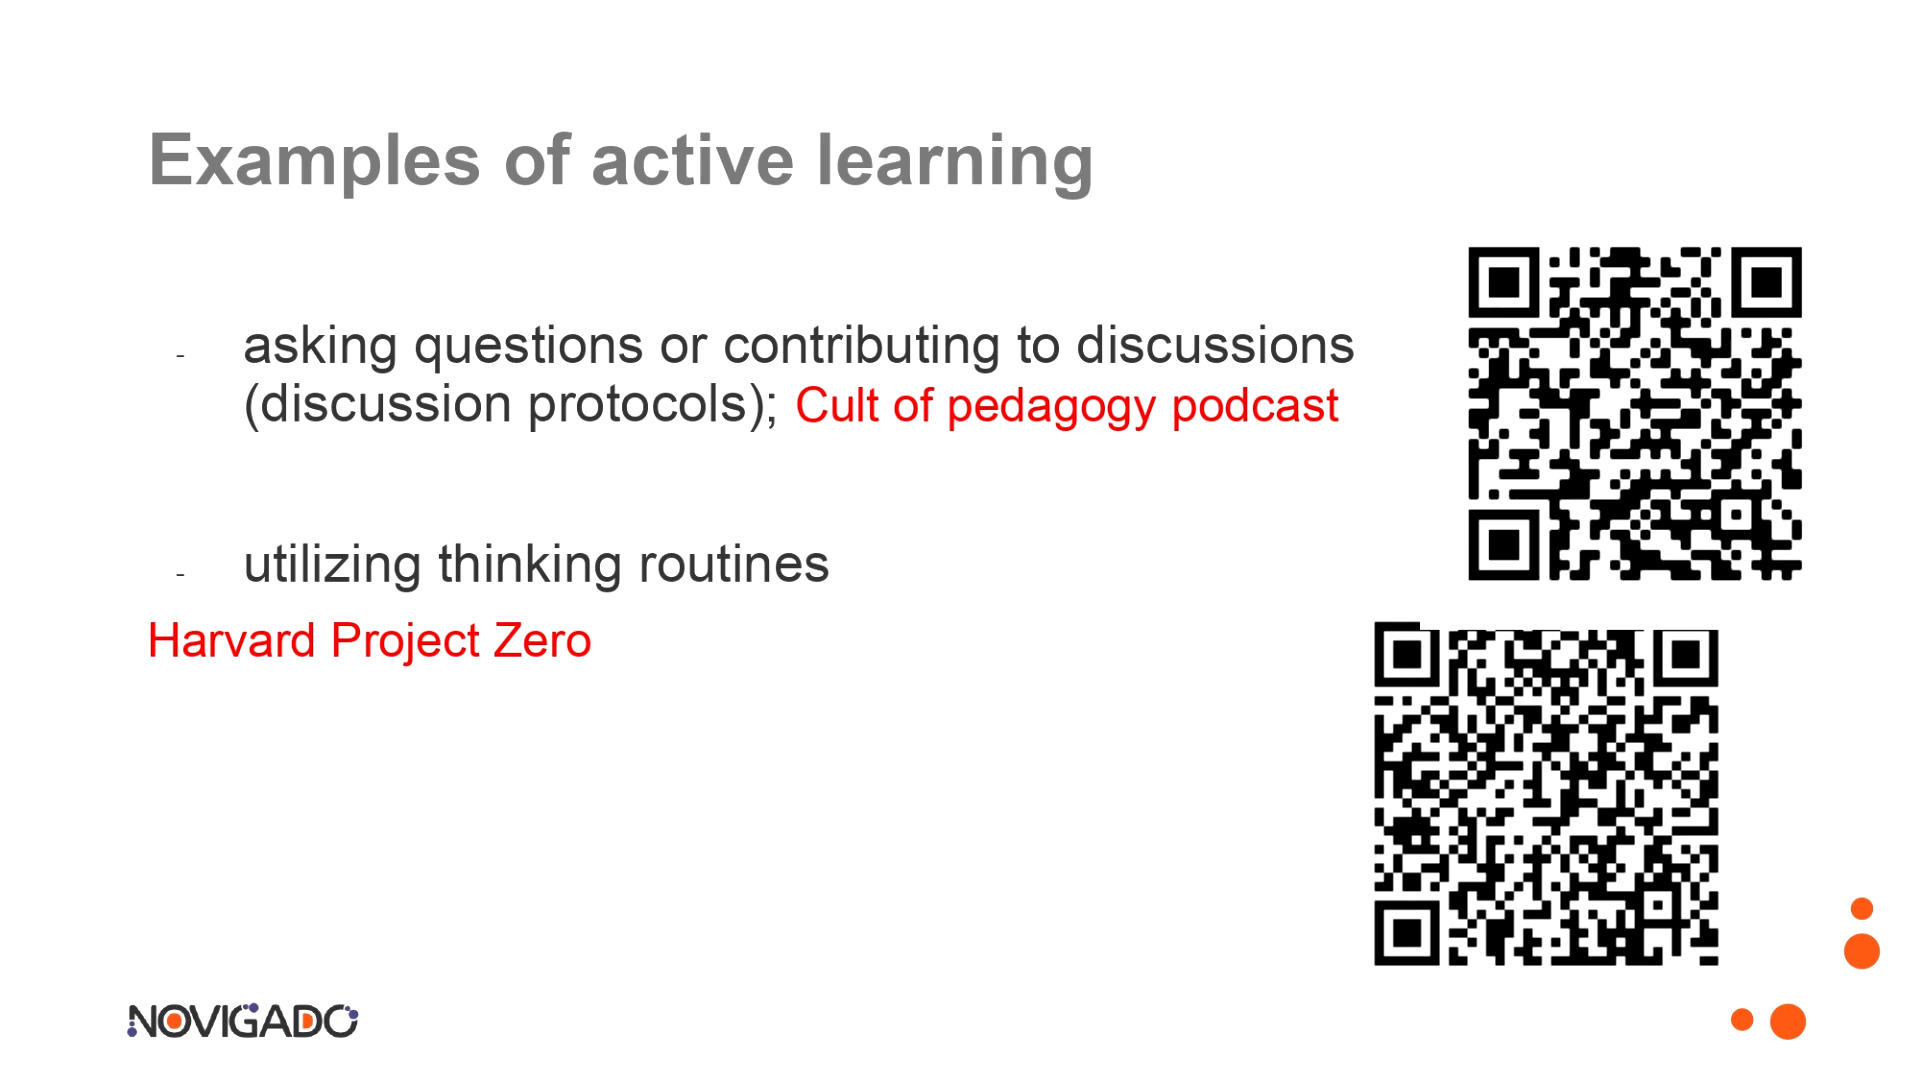 Examples of active learning
- asking questions or contributing to discussions
(discussion protocols); Cult of pedagogy podcast
- utilizing thinking routines
Harvard Project Zero
NOVIGADO